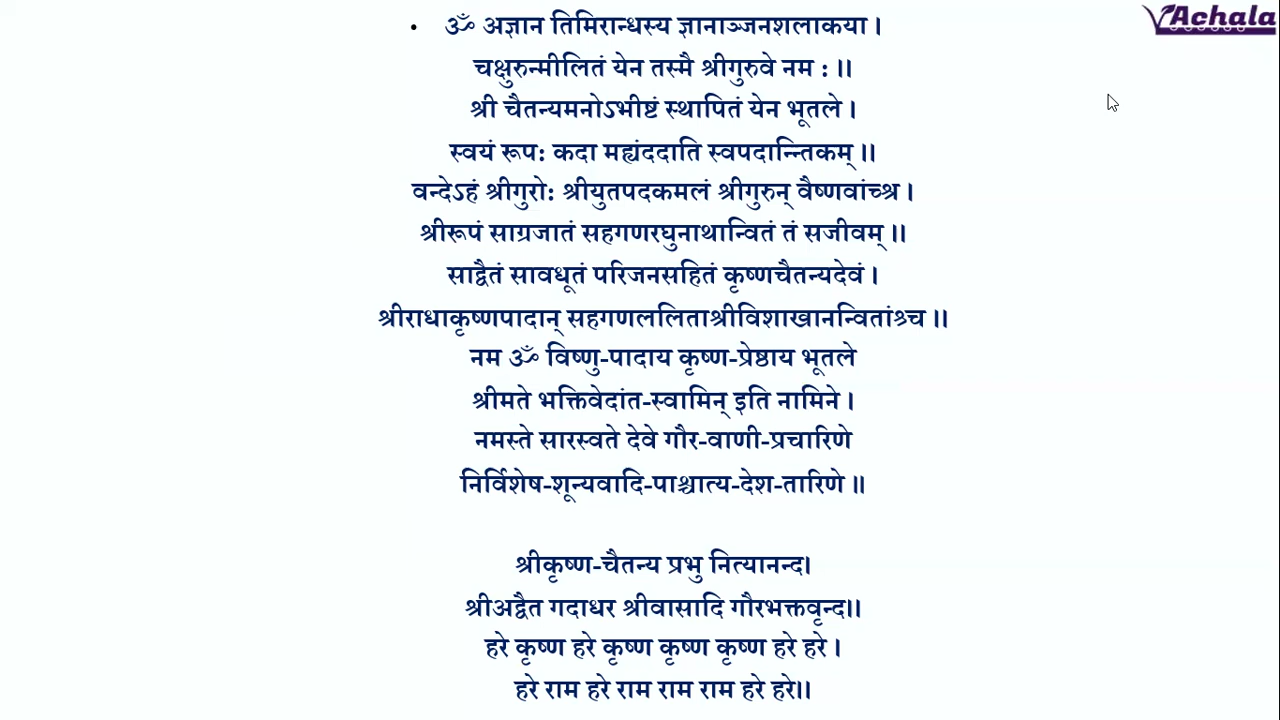 Achala
• ॐ अज्ञान तिमिरान्धस्य ज्ञानाञ्जनशलाकया ।
चक्षुरुन्मीलितं येन तस्मै श्रीगुरुवे नम : ।।
श्री चैतन्यमनोऽभीष्टं स्थापितं येन भूतले ।
स्वयं रूपः कदा मह्यंददाति स्वपदान्न्तिकम् ।।
वन्देऽहं श्रीगुरोः श्रीयुतपदकमलं श्रीगुरुन् वैष्णवांच्श्र ।
श्रीरूपं साग्रजातं सहगणरघुनाथान्वितं तं सजीवम् ।।
साद्वैतं सावधूतं परिजनसहितं कृष्णचैतन्यदेवं ।
श्रीराधाकृष्णपादान् सहगणललिताश्रीविशाखानन्वितांश्र्च ।।
नम ॐ विष्णु-पादाय कृष्ण-प्रेष्ठाय भूतले
श्रीमते भक्तिवेदांत-स्वामिन् इति नामिने ।
नमस्ते सारस्वते देवे गौर-वाणी-प्रचारिणे
निर्विशेष-शून्यवादि-पाश्चात्य-देश-तारिणे ॥
श्रीकृष्ण-चैतन्य प्रभु नित्यानन्द।
श्रीअद्वैत गदाधर श्रीवासादि गौरभक्तवृन्द।।
हरे कृष्ण हरे कृष्ण कृष्ण कृष्ण हरे हरे ।
हरे राम हरे राम राम राम हरे हरे।।